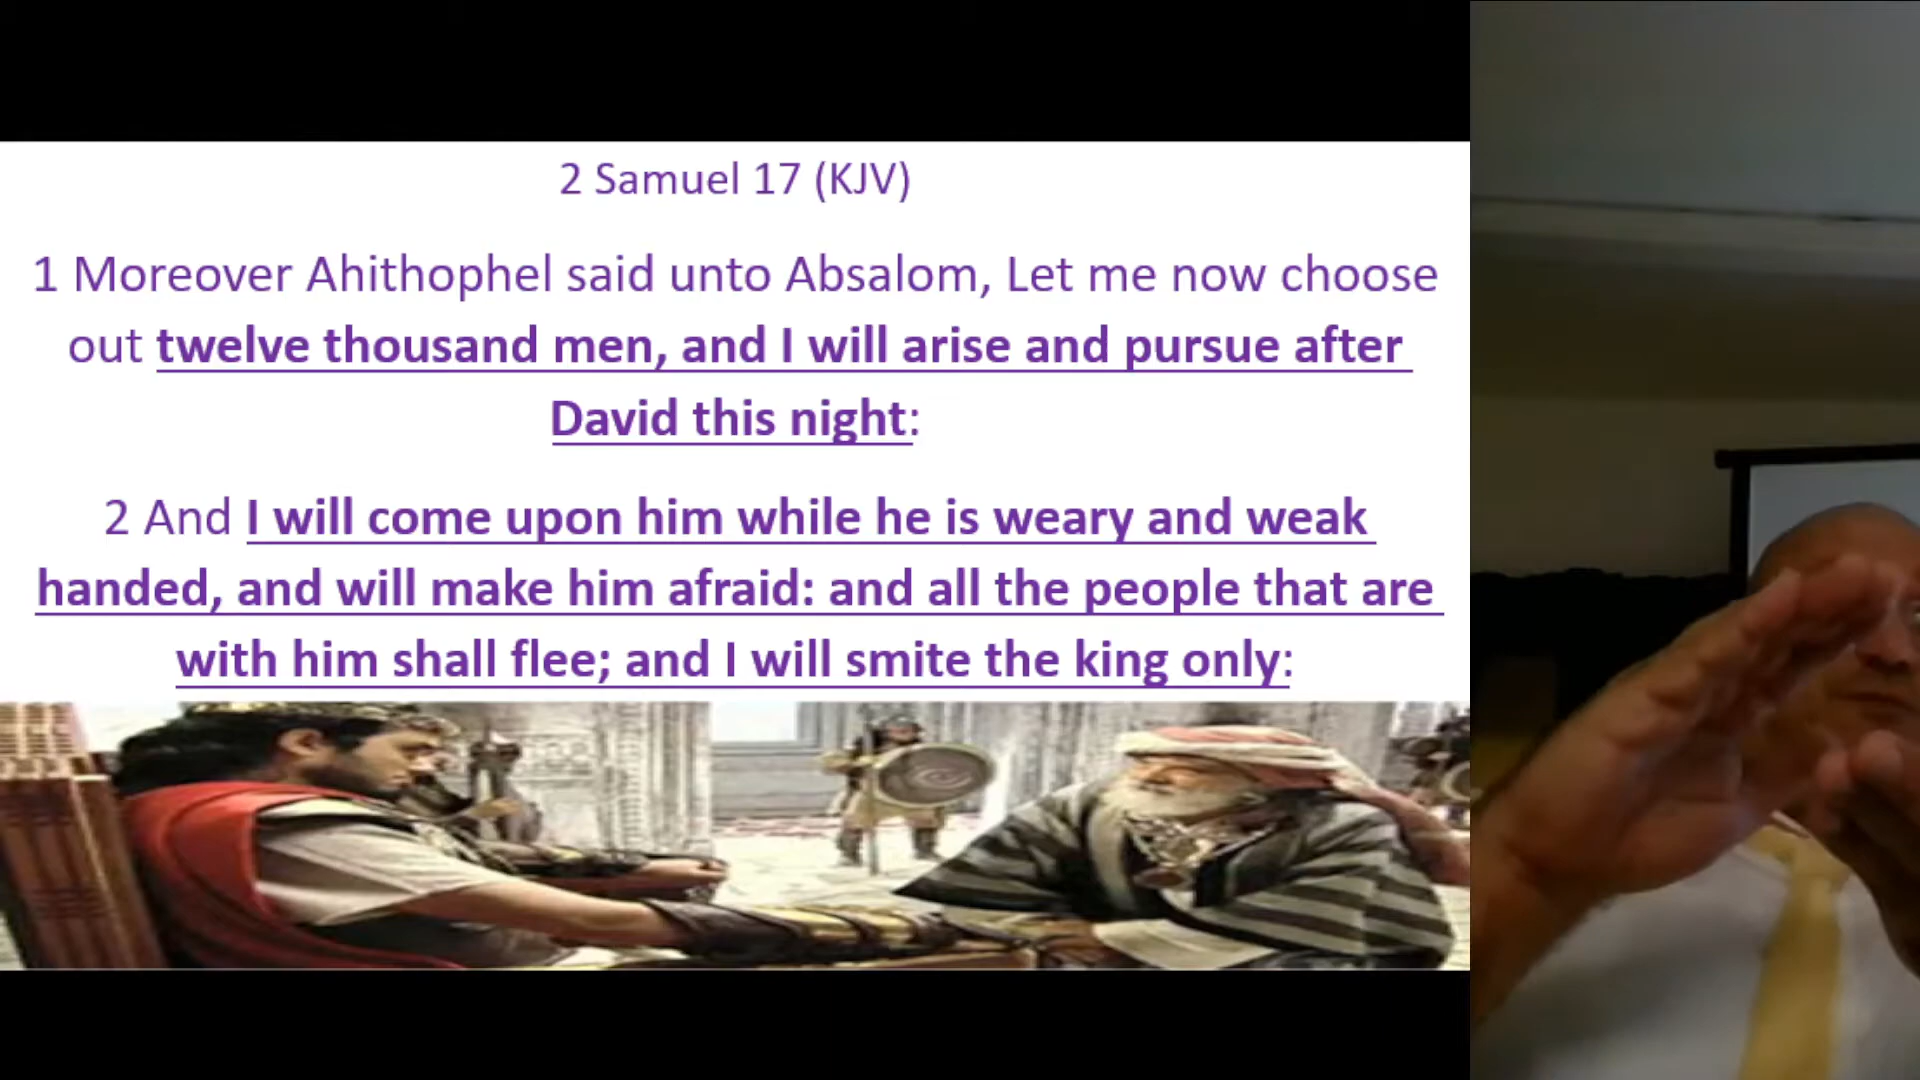 2 Samuel 17 (KJV)
1 Moreover Ahithophel said unto Absalom, Let me now choose
out twelve thousand men, and I will arise and pursue after
David this night:
2 And I will come upon him while he is weary and weak
handed, and will make him afraid: and all the people that are
with him shall flee; and I will smite the king only: